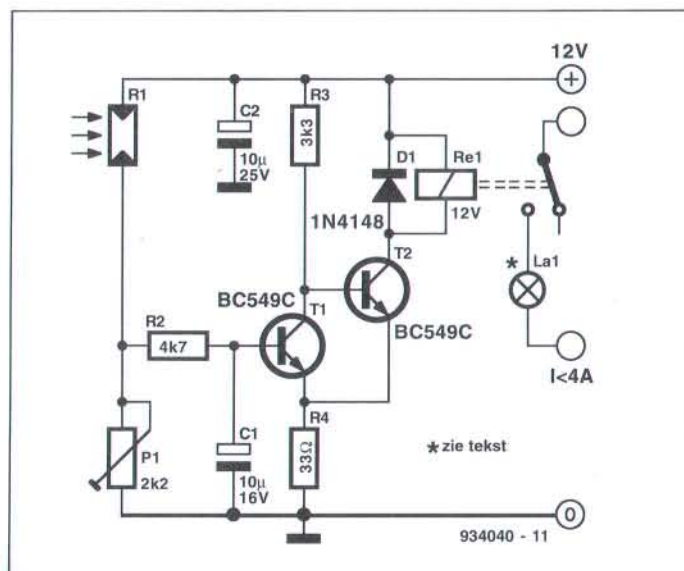 12V
+
R1
C2
10µ
25V
R3
3k3
D1
Re1
12V
1N4148
T2
BC549C
T1
BC549C
R2
4k7
* La1
I<4A
P1
2k2
C1
10µ
16V
R4
33Ω
* zie tekst
0
934040 - 11